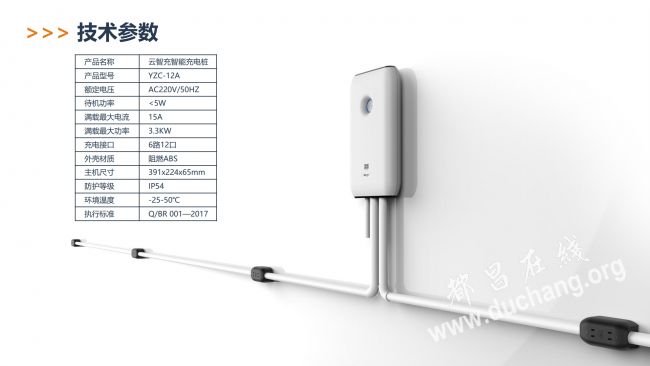 >>> 技术参数
产品名称 云智充智能充电桩
产品型号 YZC-12A
额定电压 AC220V/50HZ
待机功率 <5W
满载最大电流 15A
满载最大功率 3.3KW
充电接口 6路12口
外壳材质 阻燃ABS
主机尺寸 391x224x65mm
防护等级 IP54
环境温度 -25-50℃
执行标准 Q/BR 001—2017
都昌在线
www.duchang.org